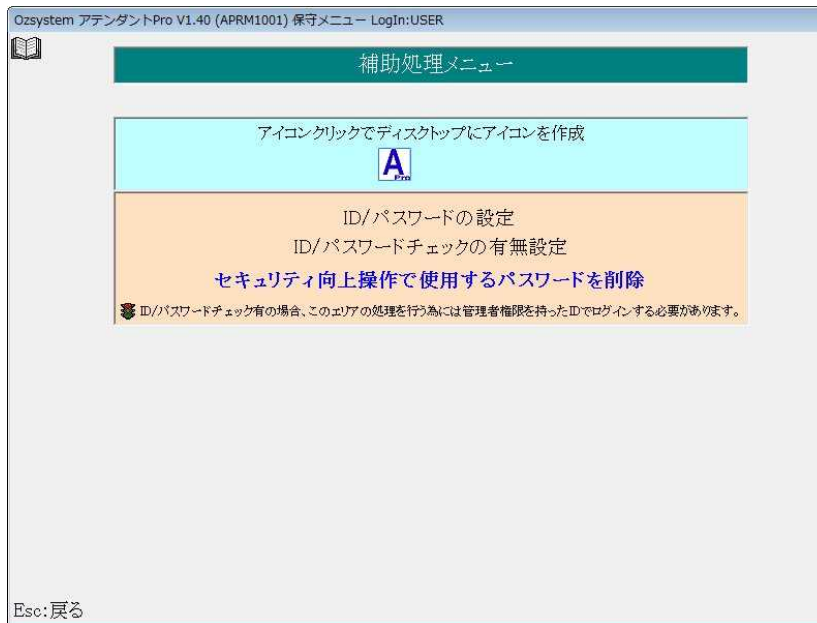 Ozsystem アテンダントPro V1.40 (APRM1001) 保守メニュー LogIn:USER
補助処理メニュー
アイコンクリックでディスクトップにアイコンを作成
A
Pro
ID/パスワードの設定
ID/パスワードチェックの有無設定
セキュリティ向上操作で使用するパスワードを削除
ID/パスワードチェック有の場合、このエリアの処理を行う為には管理者権限を持ったIDでログインする必要があります。
Esc:戻る